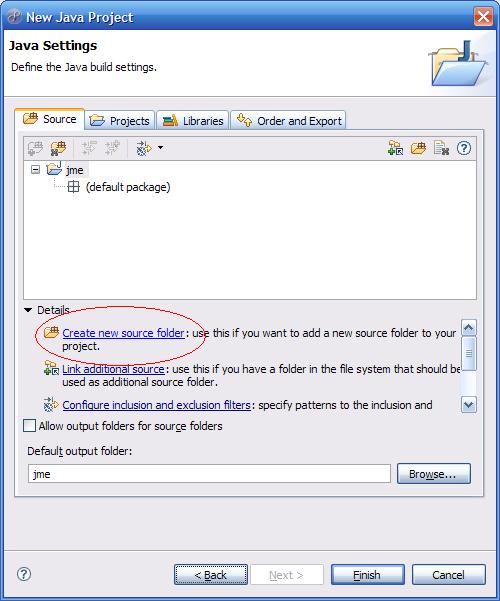 New Java Project
Java Settings
Define the Java build settings.
Source Projects Libraries Order and Export
jme
(default package)
Details
Create new source folder: use this if you want to add a new source folder to your
project.
Link additional source: use this if you have a folder in the file system that should be
used as additional source folder.
Configure inclusion and exclusion filters: specify patterns to the inclusion and
Allow output folders for source folders
Default output folder:
jme
Browse...
< Back
Next >
Finish
Cancel